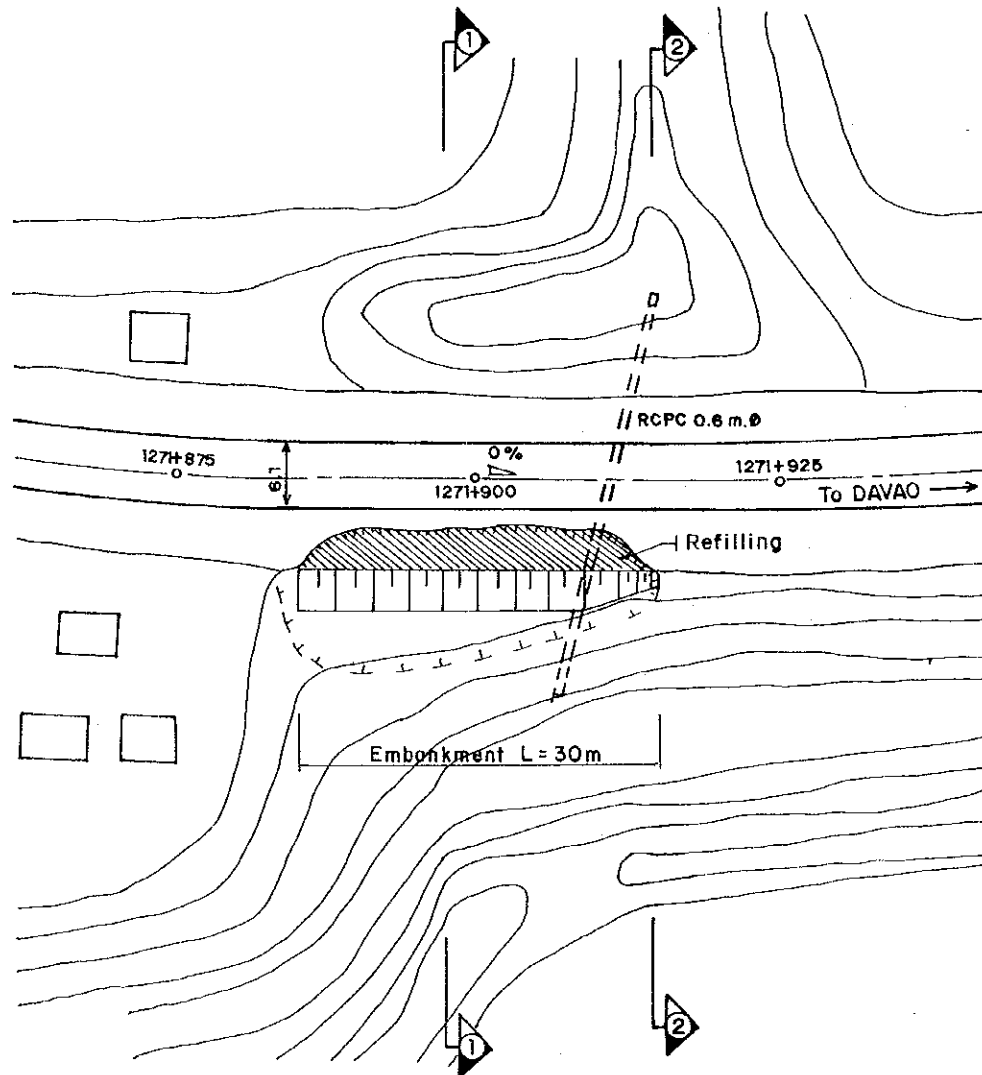 1
2
RCPC 0.6 m.Ø
1271+875
6.1
0%
1271+900
1271+925
To DAVAO
Refilling
Embankment L=30m
1
2